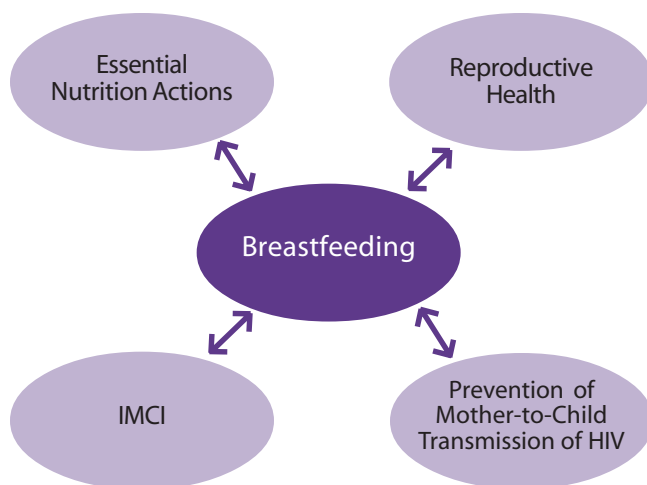 Essential
Nutrition Actions
Reproductive
Health
Breastfeeding
IMCI
Prevention of
Mother-to-Child
Transmission of HIV